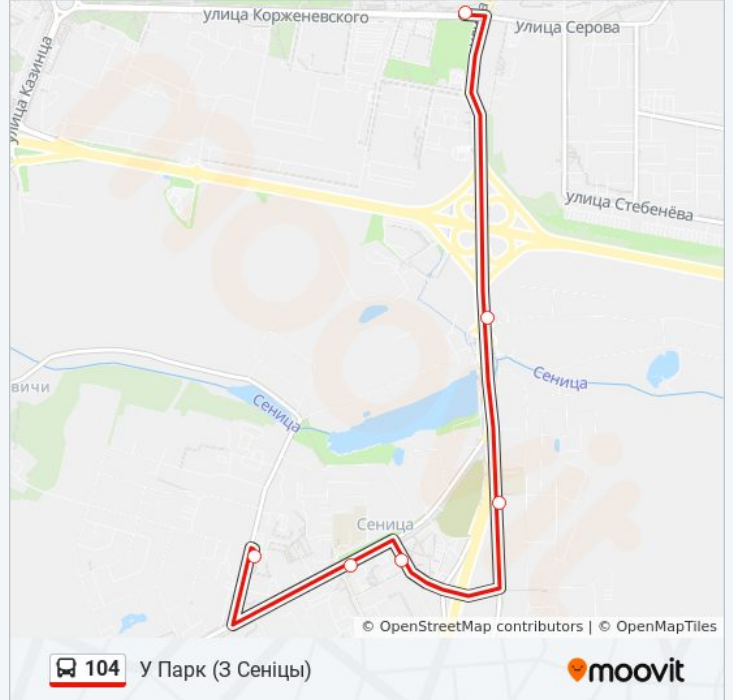 улица Корженевского
улица Серова
улица Казинца
улица Стебенёва
Сеница
вичи
Сеница
Сеница
© OpenStreetMap contributors | © OpenMapTiles
104 У Парк (З Сеніцы)
moovit